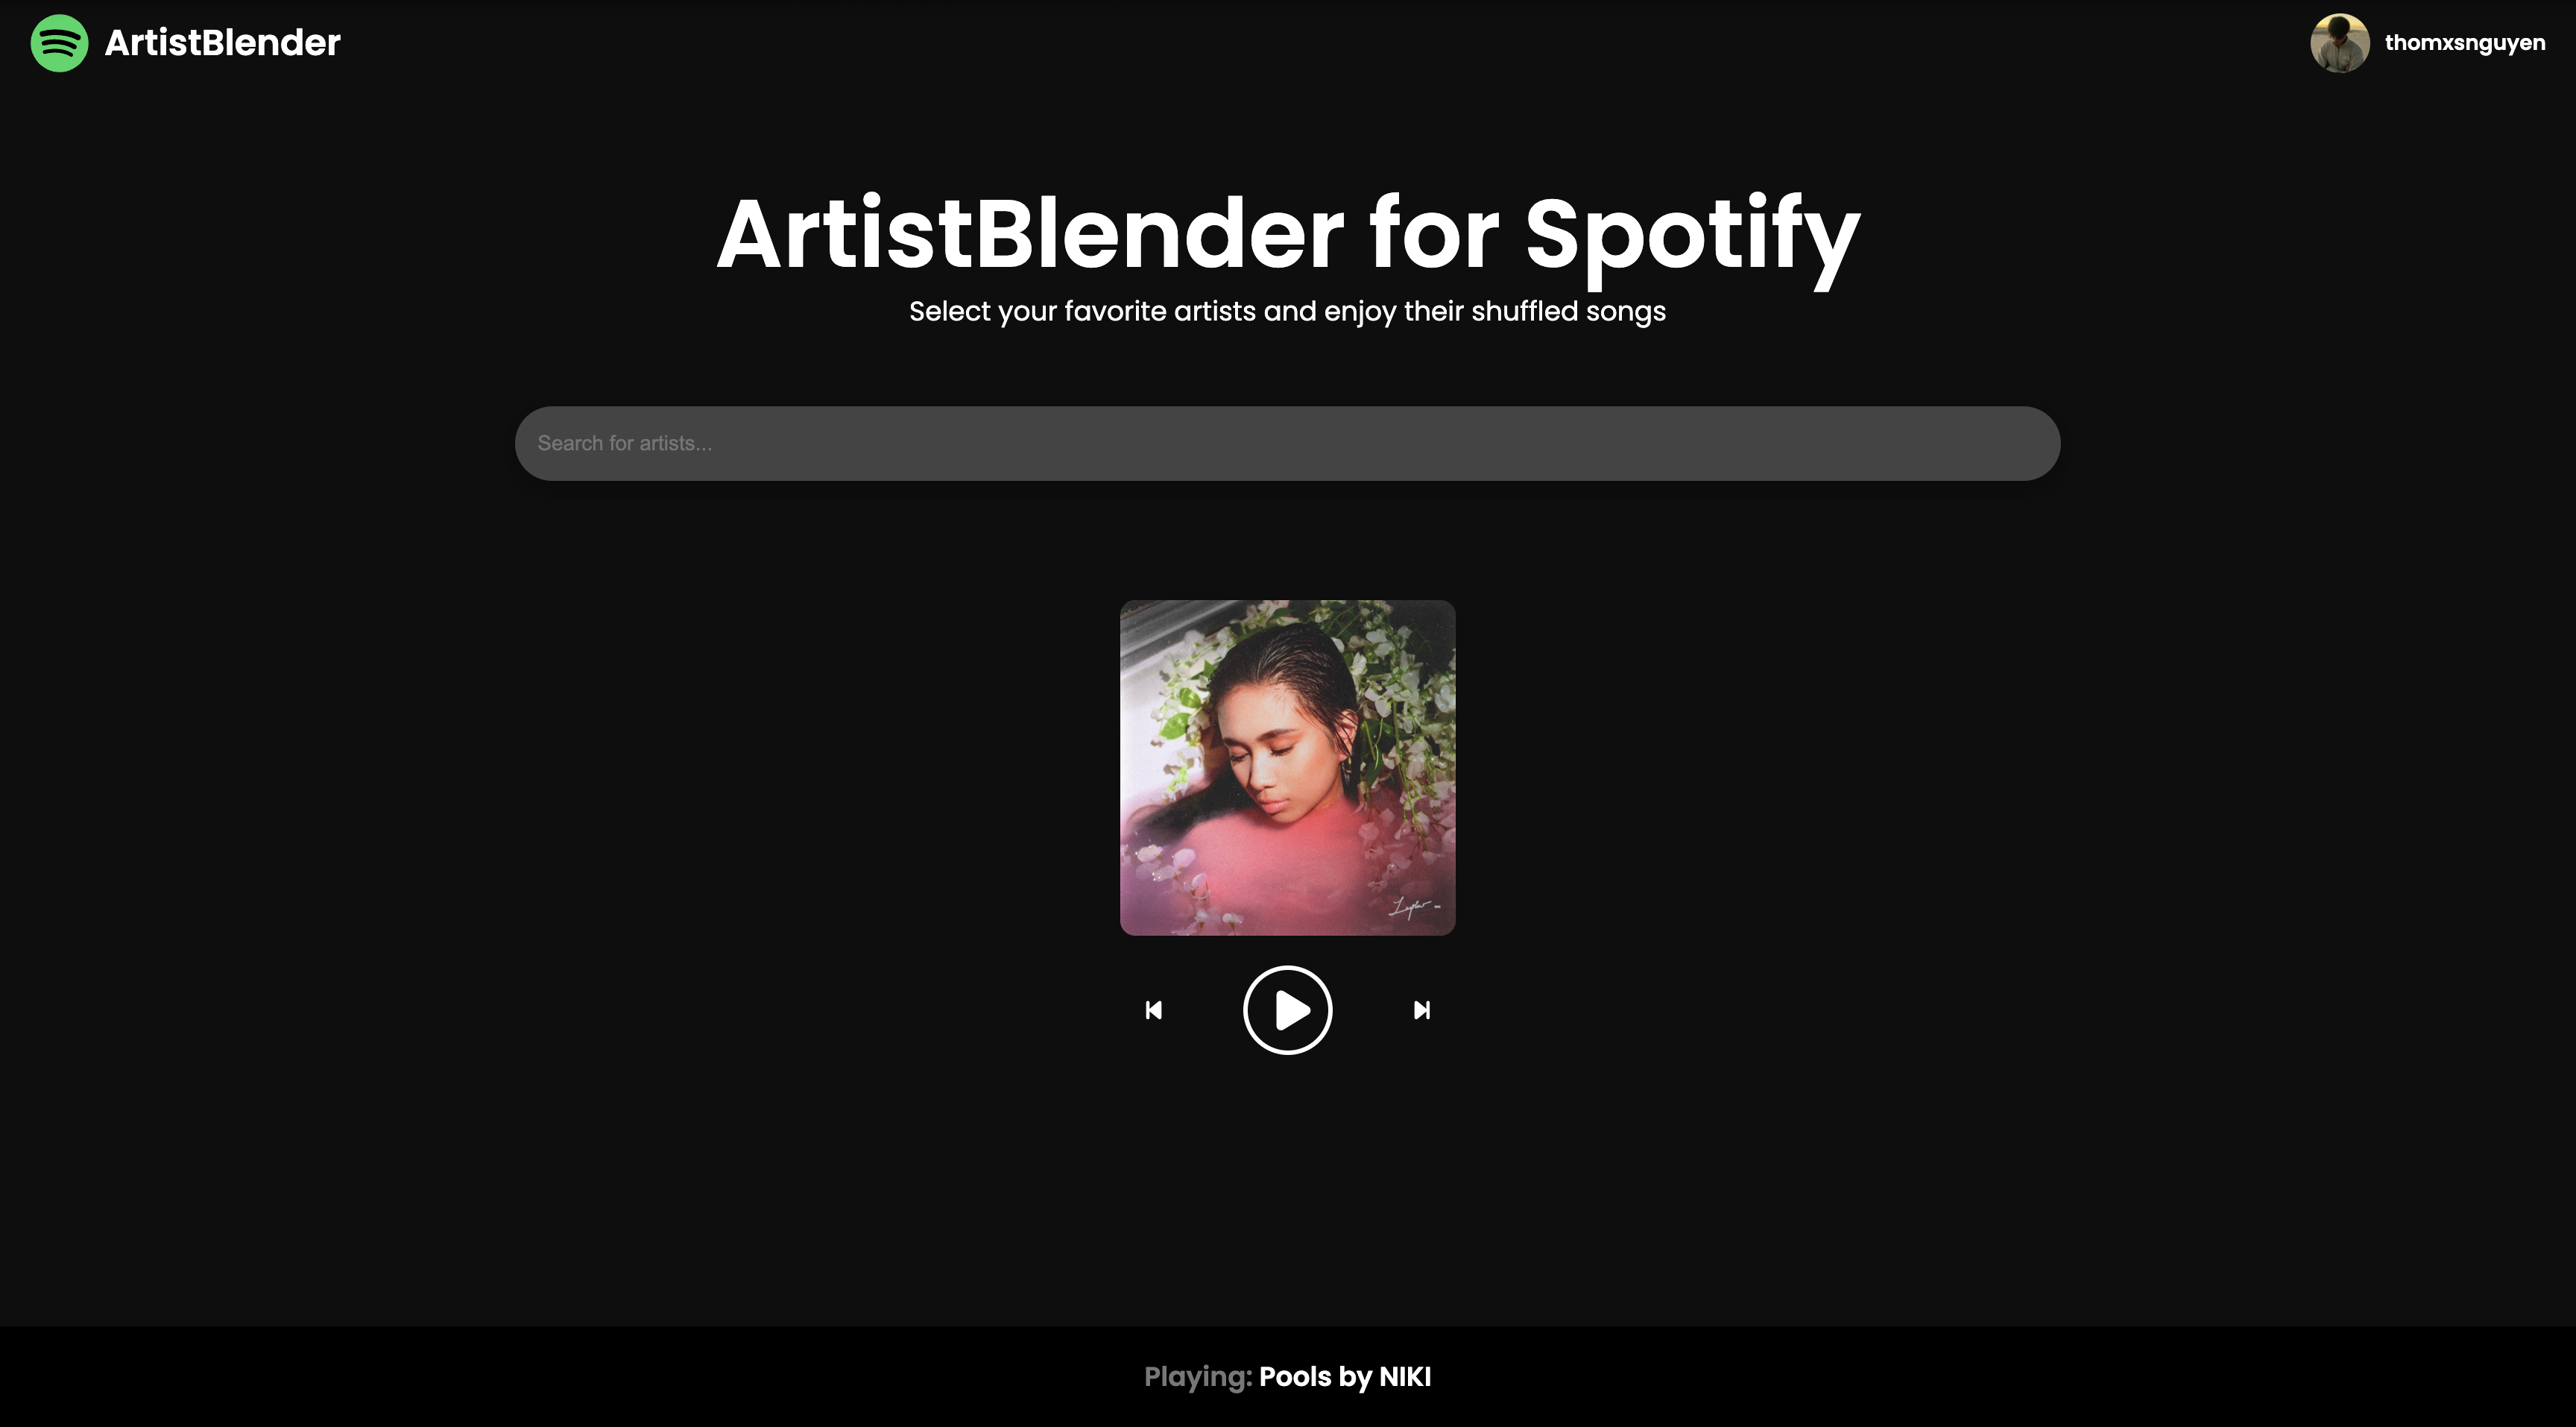 ArtistBlender
thomxsnguyen
ArtistBlender for Spotify
Select your favorite artists and enjoy their shuffled songs
Search for artists...
Playing: Pools by NIKI